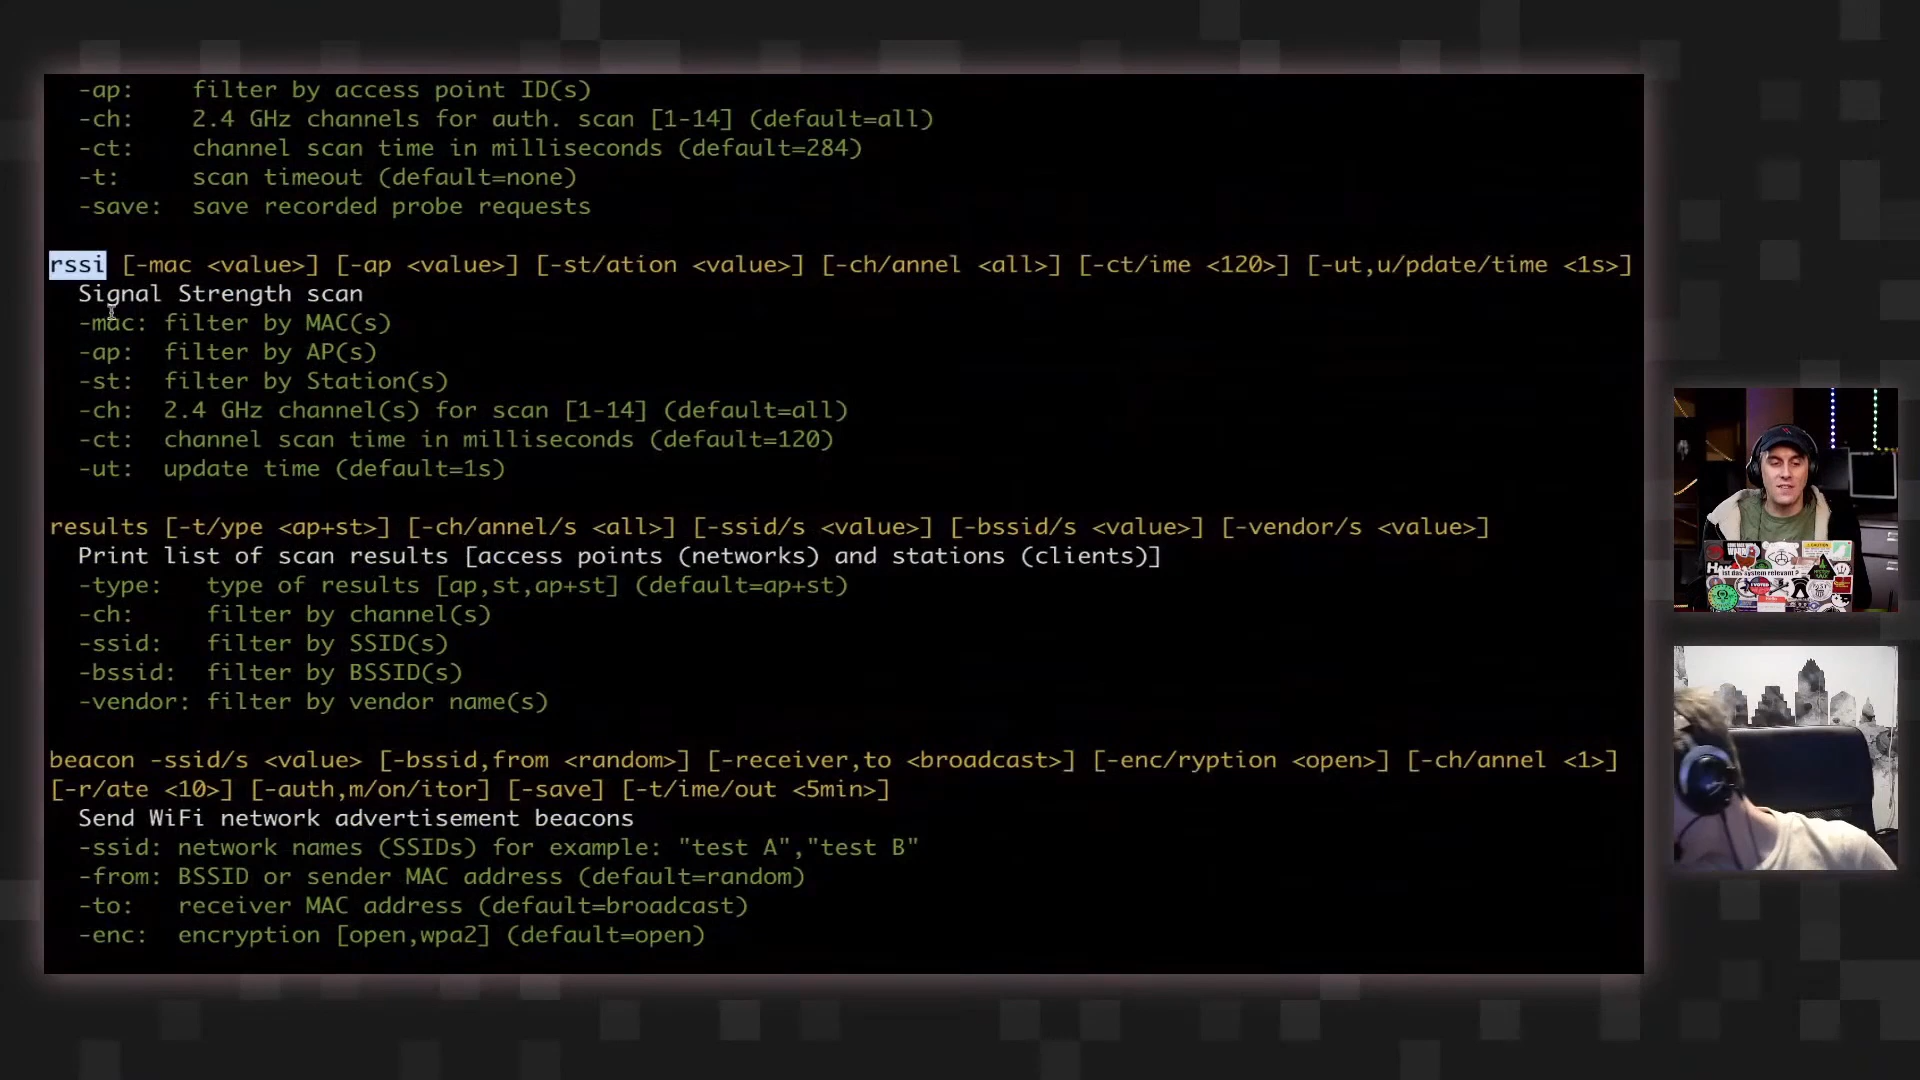 -ap: filter by access point ID(s)
-ch: 2.4 GHz channels for auth. scan [1-14] (default=all)
-ct: channel scan time in milliseconds (default=284)
-t: scan timeout (default=none)
-save: save recorded probe requests
rssi [-mac <value>] [-ap <value>] [-st/ation <value>] [-ch/annel <all>] [-ct/ime <120>] [-ut,u/pdate/time <1s>]
Signal Strength scan
-mac: filter by MAC(s)
-ap: filter by AP(s)
-st: filter by Station(s)
-ch: 2.4 GHz channel(s) for scan [1-14] (default=all)
-ct: channel scan time in milliseconds (default=120)
-ut: update time (default=1s)
results [-t/ype <ap+st>] [-ch/annel/s <all>] [-ssid/s <value>] [-bssid/s <value>] [-vendor/s <value>]
Print list of scan results [access points (networks) and stations (clients)]
-type: type of results [ap,st,ap+st] (default=ap+st)
-ch: filter by channel(s)
-ssid: filter by SSID(s)
-bssid: filter by BSSID(s)
-vendor: filter by vendor name(s)
beacon -ssid/s <value> [-bssid,from <random>] [-receiver,to <broadcast>] [-enc/ryption <open>] [-ch/annel <1>]
[-r/ate <10>] [-auth,m/on/itor] [-save] [-t/ime/out <5min>]
Send WiFi network advertisement beacons
-ssid: network names (SSIDs) for example: "test A","test B"
-from: BSSID or sender MAC address (default=random)
-to: receiver MAC address (default=broadcast)
-enc: encryption [open,wpa2] (default=open)
ist das system relevant ?